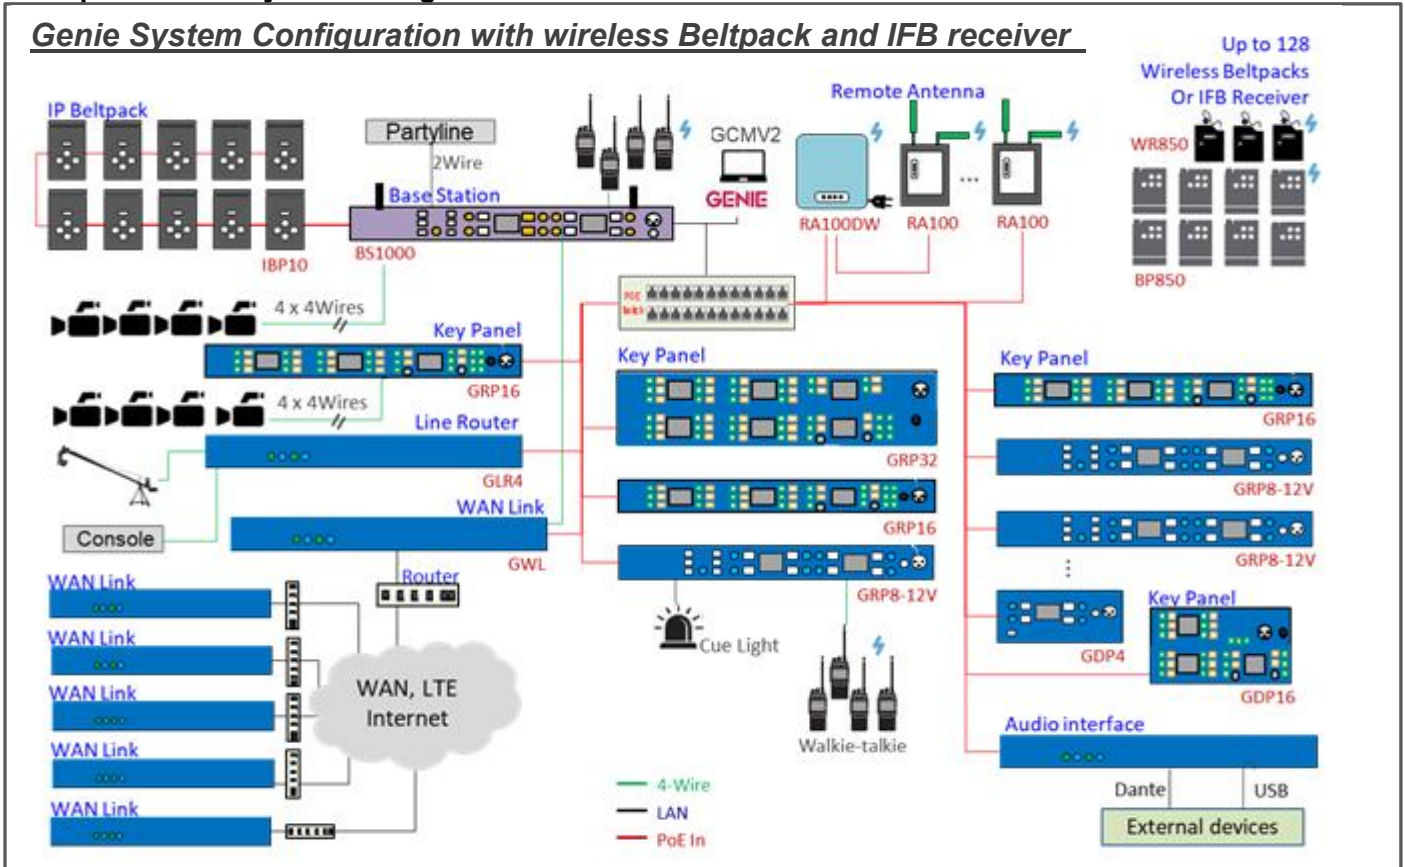 Genie System Configuration with wireless Beltpack and IFB receiver
Up to 128
Wireless Beltpacks
Or IFB Receiver
WR850
BP850
IP Beltpack
IBP10
Partyline
2Wire
Base Station
BS1000
GCMV2
GENIE
Remote Antenna
...
RA100DW
RA100
RA100
4 x 4Wires
POE
Switch
Key Panel
GRP16
4 x 4Wires
Line Router
GLR4
Console
WAN Link
GWL
Router
WAN Link
WAN Link
WAN Link
WAN Link
WAN Link
WAN, LTE
Internet
Key Panel
GRP32
GRP16
GRP8-12V
Cue Light
Walkie-talkie
4-Wire
LAN
PoE In
Key Panel
GRP16
GRP8-12V
GRP8-12V
GDP4
Key Panel
GDP16
Audio interface
Dante
USB
External devices